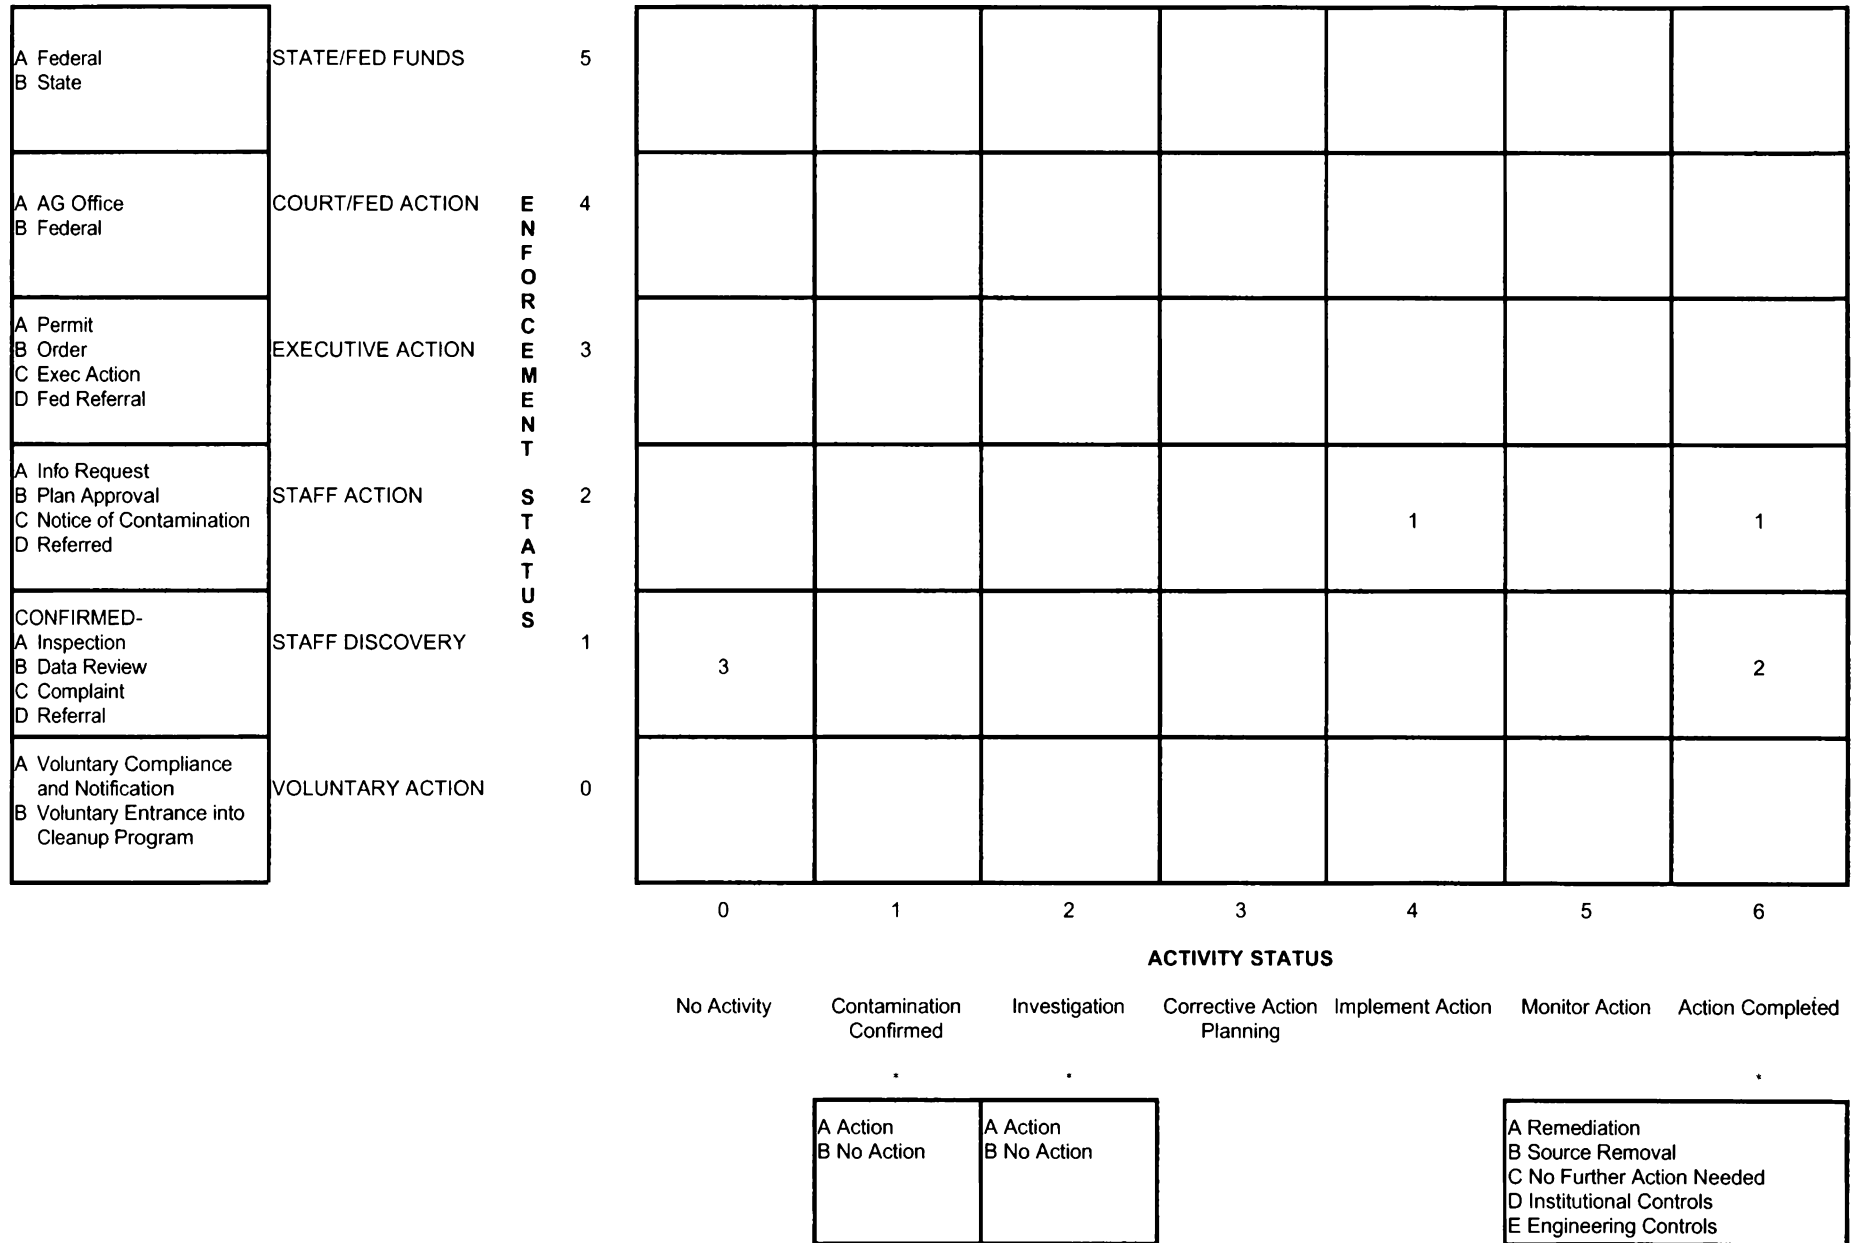 A Federal
B State
STATE/FED FUNDS 5
A AG Office
B Federal
COURT/FED ACTION 4
A Permit
B Order
C Exec Action
D Fed Referral
EXECUTIVE ACTION 3
A Info Request
B Plan Approval
C Notice of Contamination
D Referred
STAFF ACTION 2
1 1
CONFIRMED-
A Inspection
B Data Review
C Complaint
D Referral
STAFF DISCOVERY 1
3 2
A Voluntary Compliance
and Notification
B Voluntary Entrance into
Cleanup Program
VOLUNTARY ACTION 0
ENFORCEMENT STATUS
0 1 2 3 4 5 6
ACTIVITY STATUS
No Activity
Contamination
Confirmed
*
Investigation
*
Corrective Action
Planning
Implement Action
Monitor Action
Action Completed
*
A Action
B No Action
A Action
B No Action
A Remediation
B Source Removal
C No Further Action Needed
D Institutional Controls
E Engineering Controls